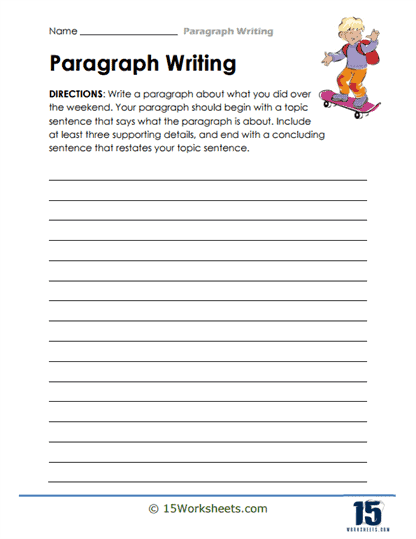 Name ____________________ Paragraph Writing
Paragraph Writing
DIRECTIONS: Write a paragraph about what you did over
the weekend. Your paragraph should begin with a topic
sentence that says what the paragraph is about. Include
at least three supporting details, and end with a concluding
sentence that restates your topic sentence.
© 15Worksheets.com
15
WORKSHEETS.COM